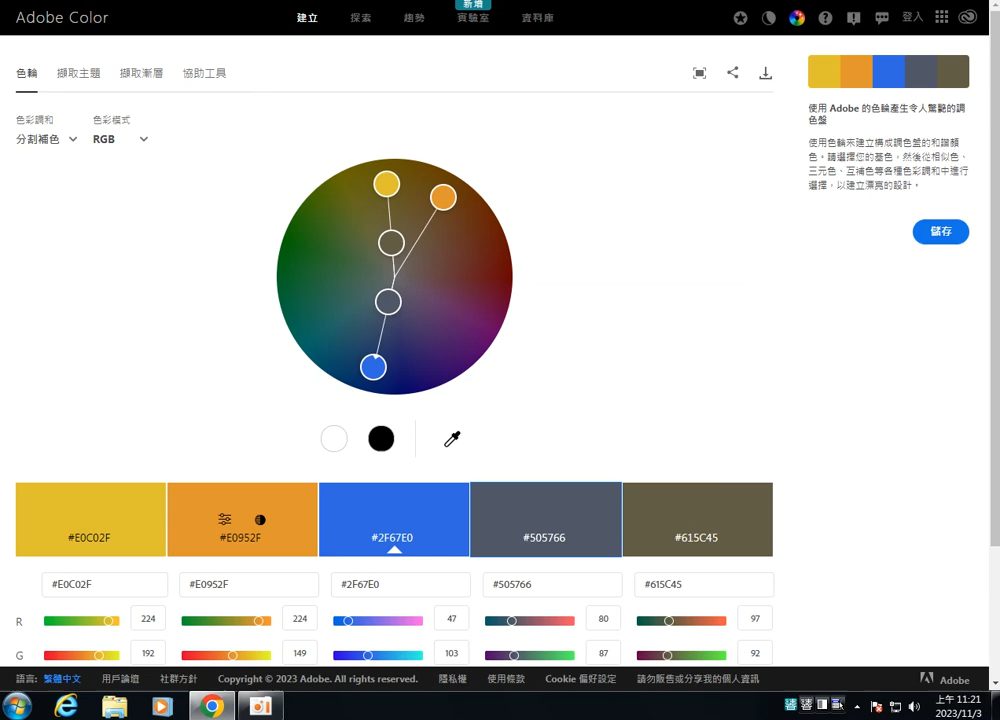 Adobe Color
建立
探索
趨勢
新增
實驗室
資料庫
登入
色輪
擷取主題
擷取漸層
協助工具
色彩調和
色彩模式
分割補色
RGB
使用 Adobe 的色輪產生令人驚艷的調
色盤
使用色輪來建立構成調色盤的和諧顏
色。請選擇您的基色，然後從相似色、
三元色、互補色等各種色彩調和中進行
選擇，以建立漂亮的設計。
儲存
#E0C02F
#E0952F
#2F67E0
#505766
#615C45
#E0C02F
#E0952F
#2F67E0
#505766
#615C45
R
224
224
47
80
97
G
192
149
103
87
92
語言:
繁體中文
用戶論壇
社群方針
Copyright © 2023 Adobe. All rights reserved.
隱私權
使用條款
Cookie 偏好設定
請勿販售或分享我的個人資訊
Adobe
上午 11:21
2023/11/3